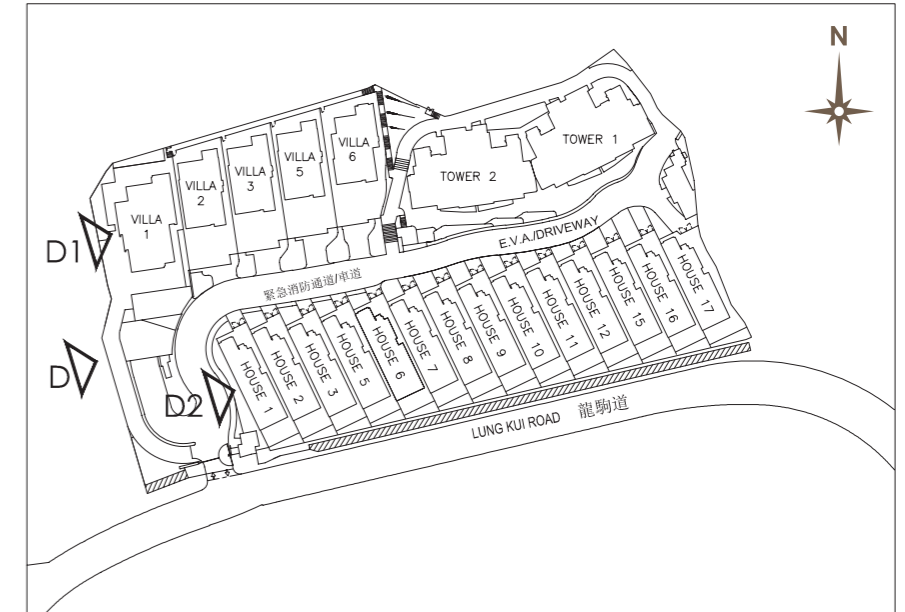 N
TOWER 1
TOWER 2
VILLA
6
VILLA
5
VILLA
3
VILLA
2
VILLA
1
D1
E.V.A./DRIVEWAY
緊急消防通道/車道
HOUSE 17
HOUSE 16
HOUSE 15
HOUSE 12
HOUSE 11
HOUSE 10
HOUSE 9
HOUSE 8
HOUSE 7
HOUSE 6
HOUSE 5
HOUSE 3
HOUSE 2
HOUSE 1
D
D2
LUNG KUI ROAD 龍駒道